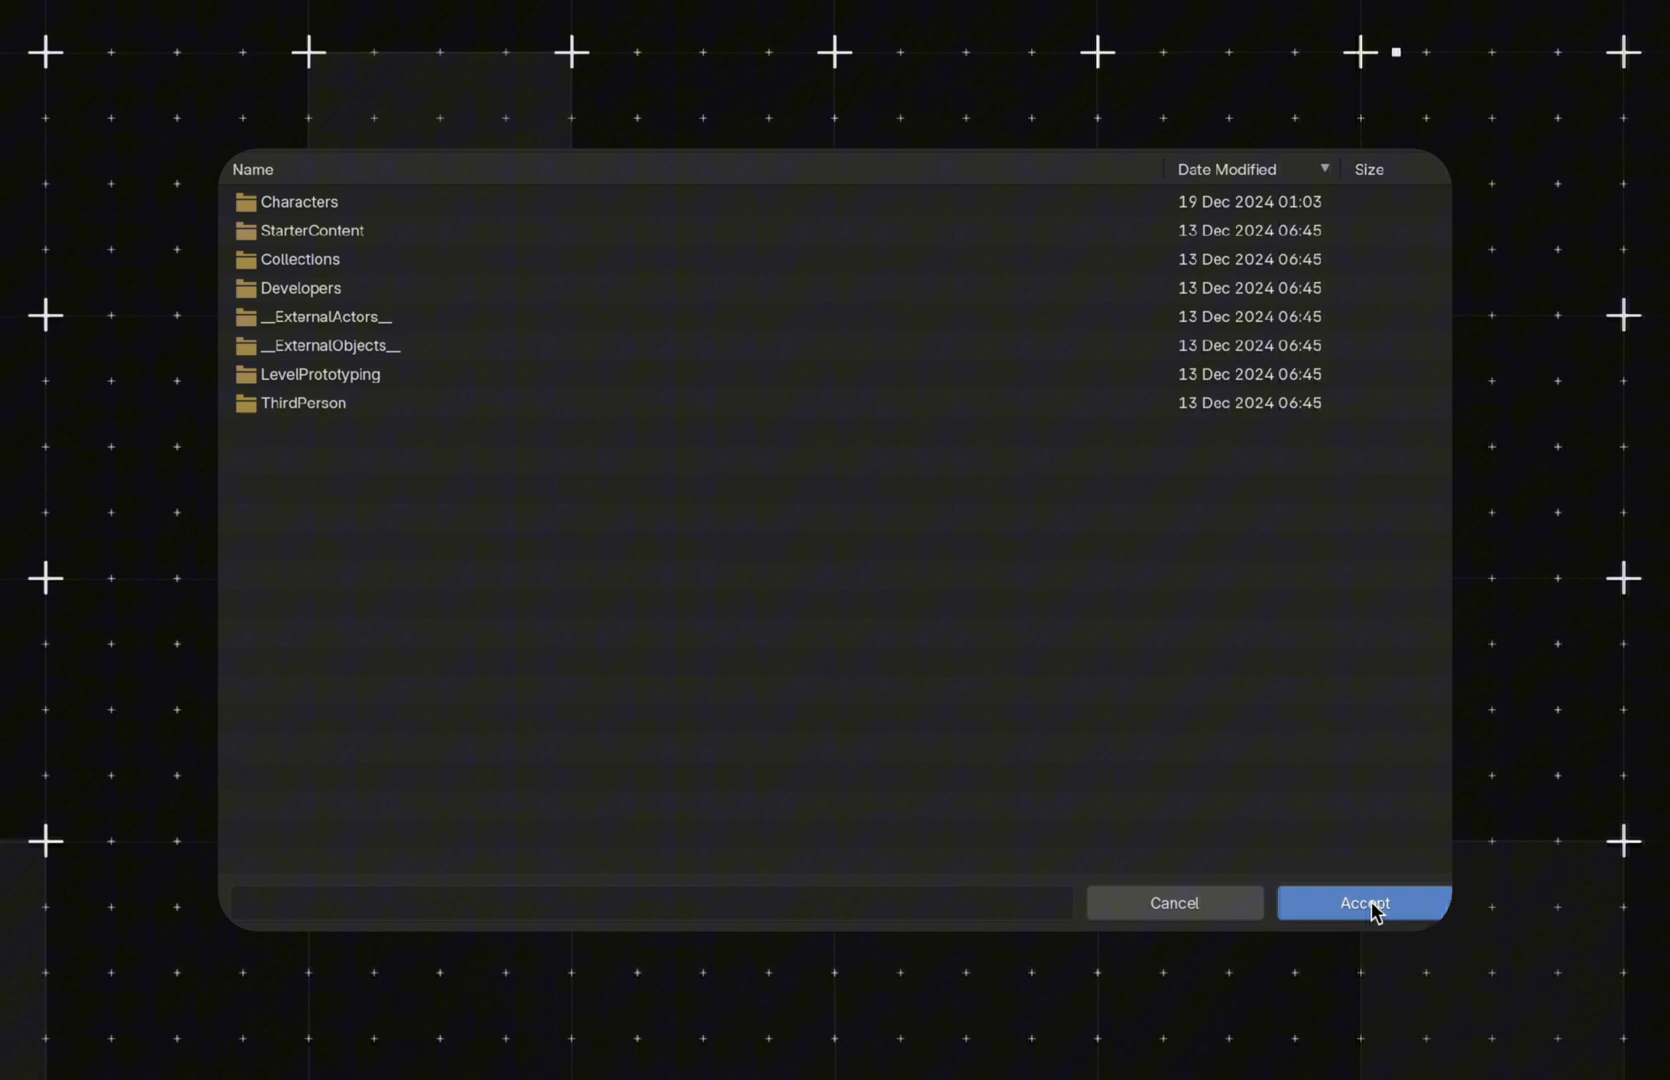 Name Date Modified Size
Characters 19 Dec 2024 01:03
StarterContent 13 Dec 2024 06:45
Collections 13 Dec 2024 06:45
Developers 13 Dec 2024 06:45
__ExternalActors__ 13 Dec 2024 06:45
__ExternalObjects__ 13 Dec 2024 06:45
LevelPrototyping 13 Dec 2024 06:45
ThirdPerson 13 Dec 2024 06:45
Cancel Accept